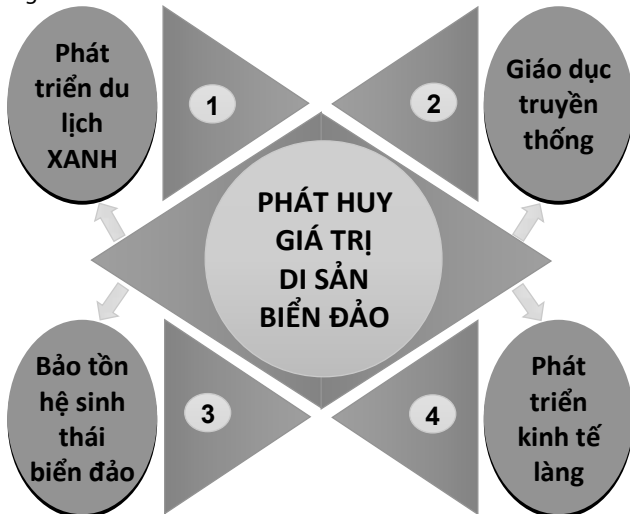 Phát
triển du
lịch
XANH
1
2
Giáo dục
truyền
thống
PHÁT HUY
GIÁ TRỊ
DI SẢN
BIỂN ĐẢO
Bảo tồn
hệ sinh
thái
biển đảo
3
4
Phát
triển
kinh tế
làng